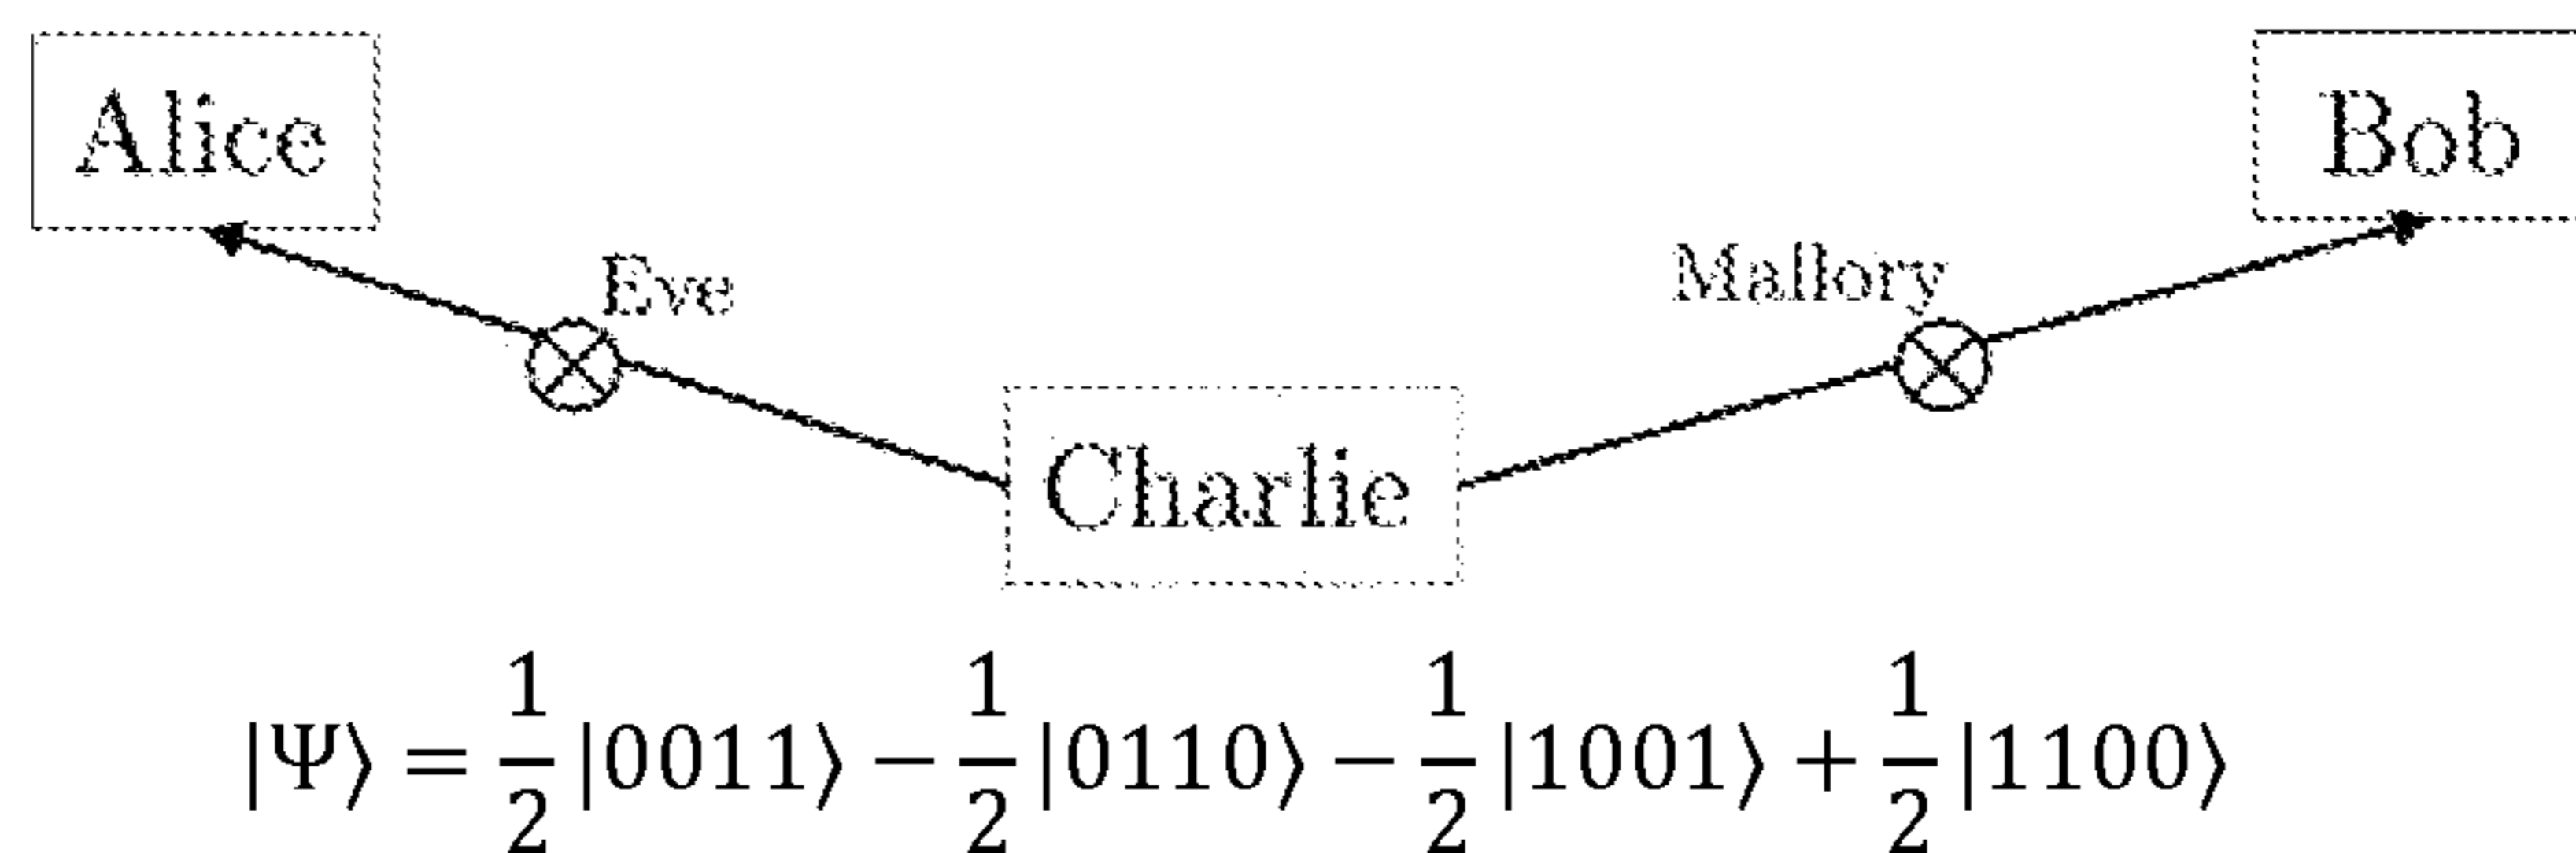 Alice
Bob
Eve
Mallory
Charlie
|Ψ⟩ = 1/2 |0011⟩ − 1/2 |0110⟩ − 1/2 |1001⟩ + 1/2 |1100⟩